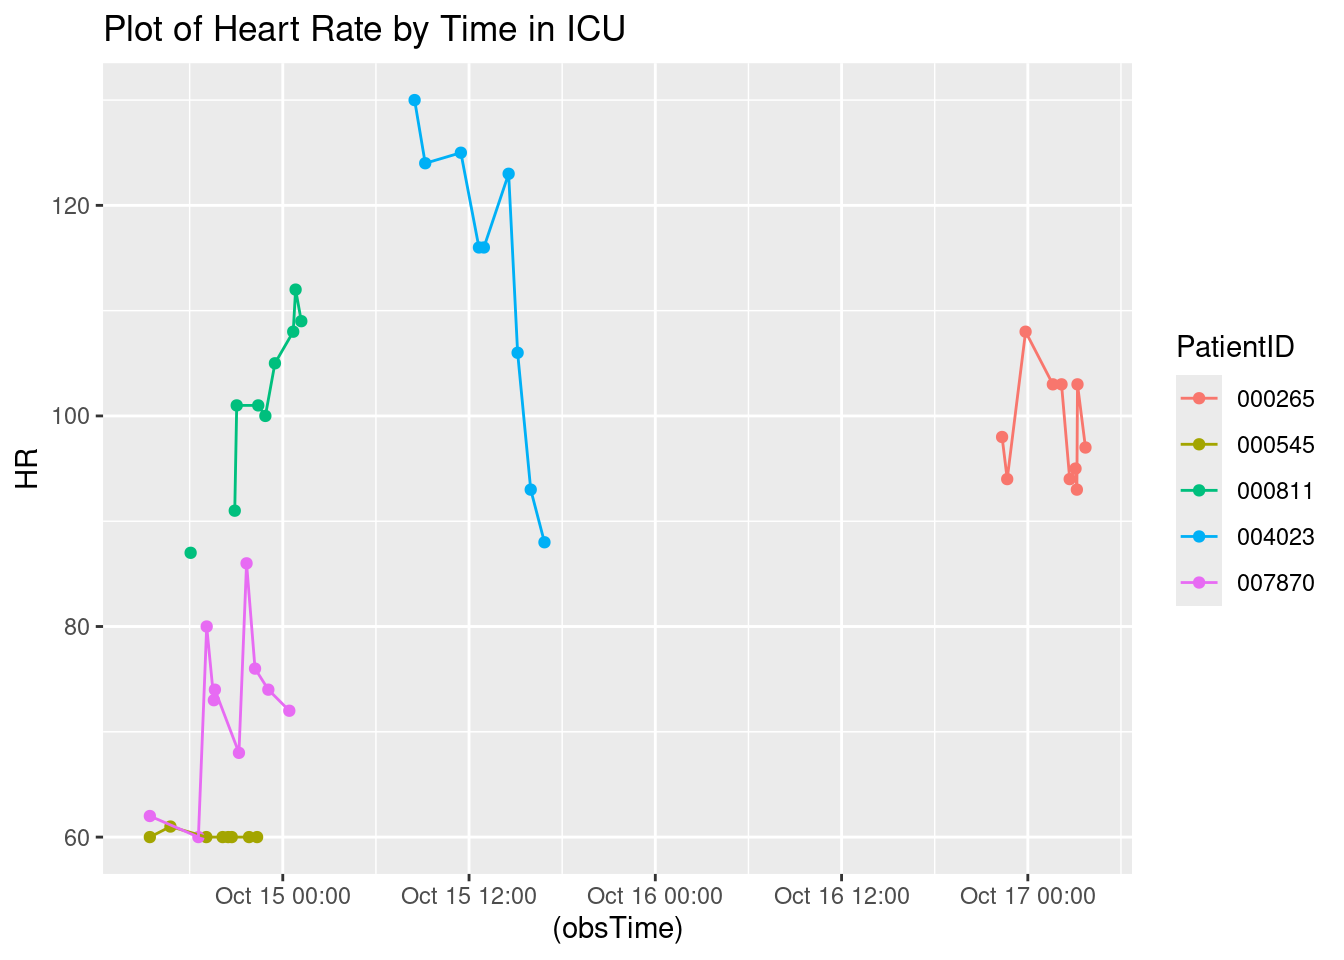 Plot of Heart Rate by Time in ICU
HR
120
100
80
60
Oct 15 00:00
Oct 15 12:00
Oct 16 00:00
Oct 16 12:00
Oct 17 00:00
(obsTime)
PatientID
000265
000545
000811
004023
007870